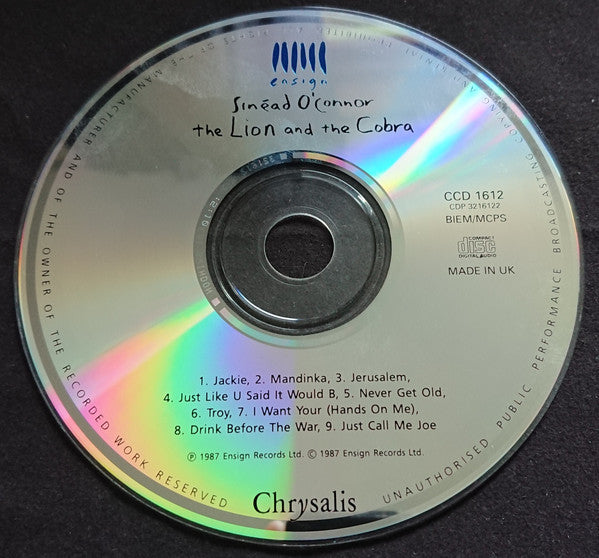 ensign
Sinéad O'Connor
the Lion and the Cobra
CCD 1612
CDP 3216122
BIEM/MCPS
COMPACT
disc
DIGITAL AUDIO
MADE IN UK
1. Jackie, 2. Mandinka, 3. Jerusalem,
4. Just Like U Said It Would B, 5. Never Get Old,
6. Troy, 7. I Want Your (Hands On Me),
8. Drink Before The War, 9. Just Call Me Joe
℗ 1987 Ensign Records Ltd. © 1987 Ensign Records Ltd.
Chrysalis
OF THE MANUFACTURER AND OF THE OWNER OF THE RECORDED WORK RESERVED
UNAUTHORISED, PUBLIC PERFORMANCE BROADCASTING COPYING